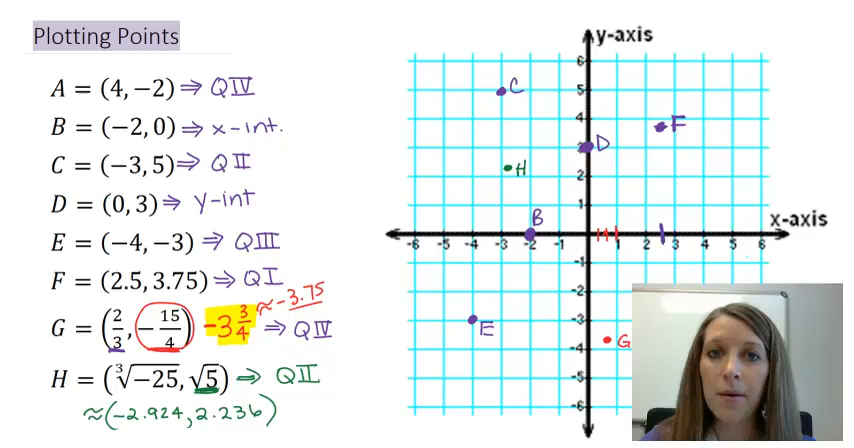 Plotting Points
A = (4, −2) ⇒ QIV
B = (−2, 0) ⇒ x-int.
C = (−3, 5) ⇒ QII
D = (0, 3) ⇒ y-int
E = (−4, −3) ⇒ QIII
F = (2.5, 3.75) ⇒ QI
≈ -3.75
G = (2/3, −15/4) -3 3/4 ⇒ QIV
H = (∛−25, √5) ⇒ QII
≈ (-2.924, 2.236)
y-axis
6
5
C
4
F
3
D
H
2
1
B
x-axis
-6 -5 -4 -3 -2 -1 1 2 3 4 5 6
-1
-2
-3
E
G
-4
-5
-6